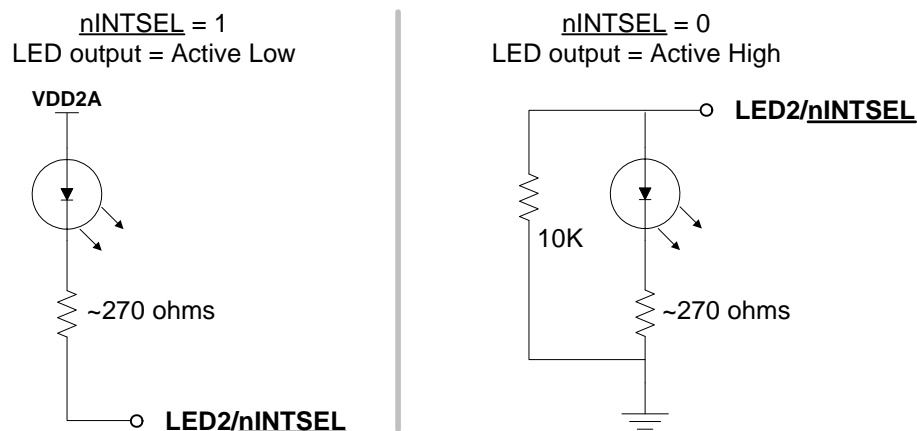 nINTSEL = 1
LED output = Active Low
VDD2A
~270 ohms
LED2/nINTSEL
nINTSEL = 0
LED output = Active High
LED2/nINTSEL
10K
~270 ohms